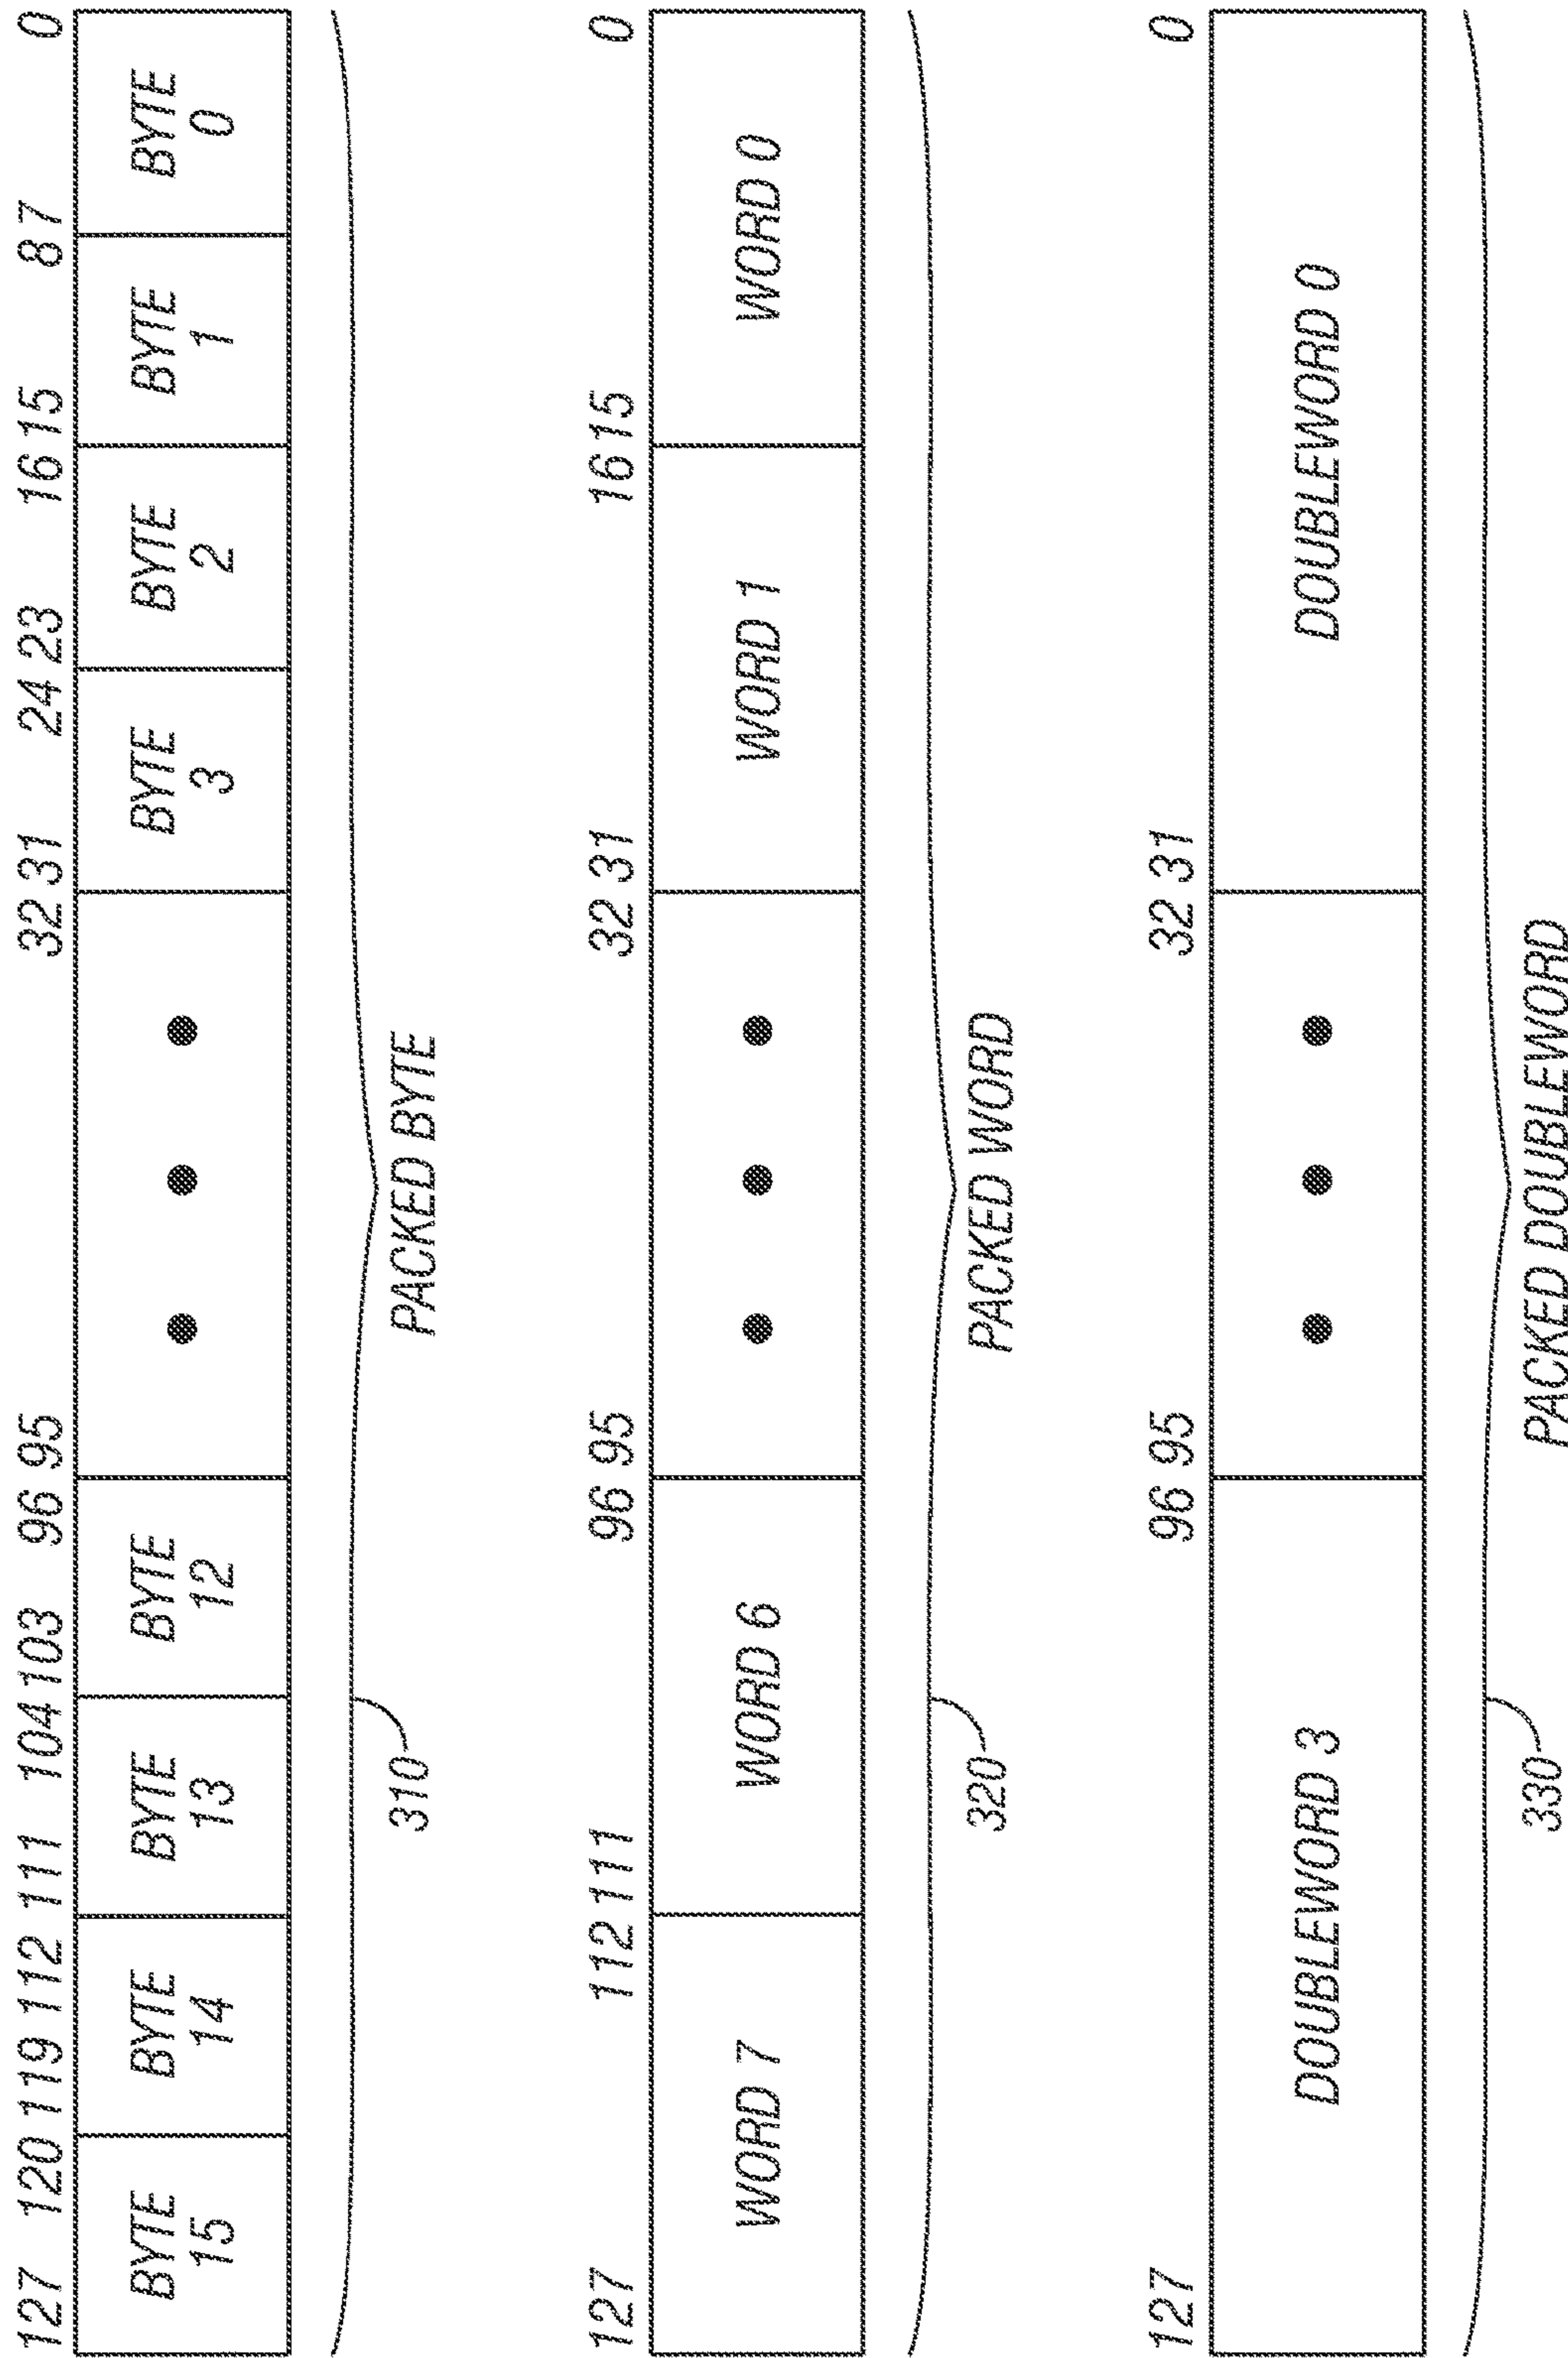 127 120 119 112 111 104 103 96 95 32 31 24 23 16 15 8 7 0
BYTE 15
BYTE 14
BYTE 13
BYTE 12
BYTE 3
BYTE 2
BYTE 1
BYTE 0
310
PACKED BYTE
127 112 111 96 95 32 31 16 15 0
WORD 7
WORD 6
WORD 1
WORD 0
320
PACKED WORD
127 96 95 32 31 0
DOUBLEWORD 3
DOUBLEWORD 0
330
PACKED DOUBLEWORD